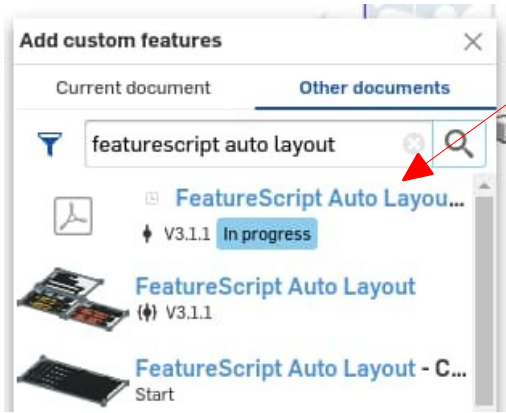 Add custom features
Current document
Other documents
featurescript auto layout
FeatureScript Auto Layou...
V3.1.1 In progress
FeatureScript Auto Layout
V3.1.1
FeatureScript Auto Layout - C...
Start